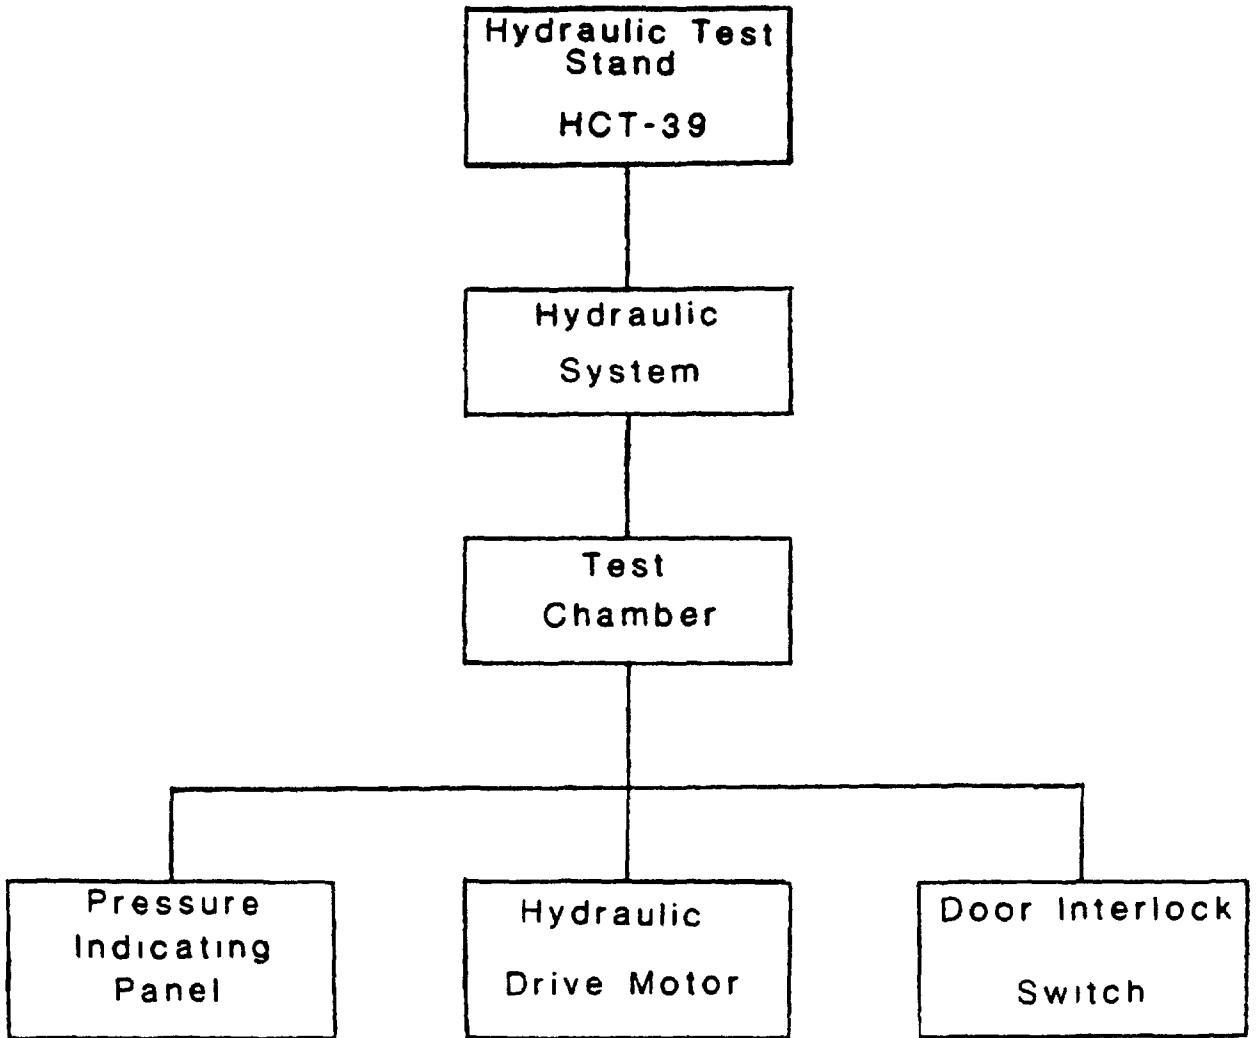 Hydraulic Test
Stand
HCT-39
Hydraulic
System
Test
Chamber
Pressure
Indicating
Panel
Hydraulic
Drive Motor
Door Interlock
Switch